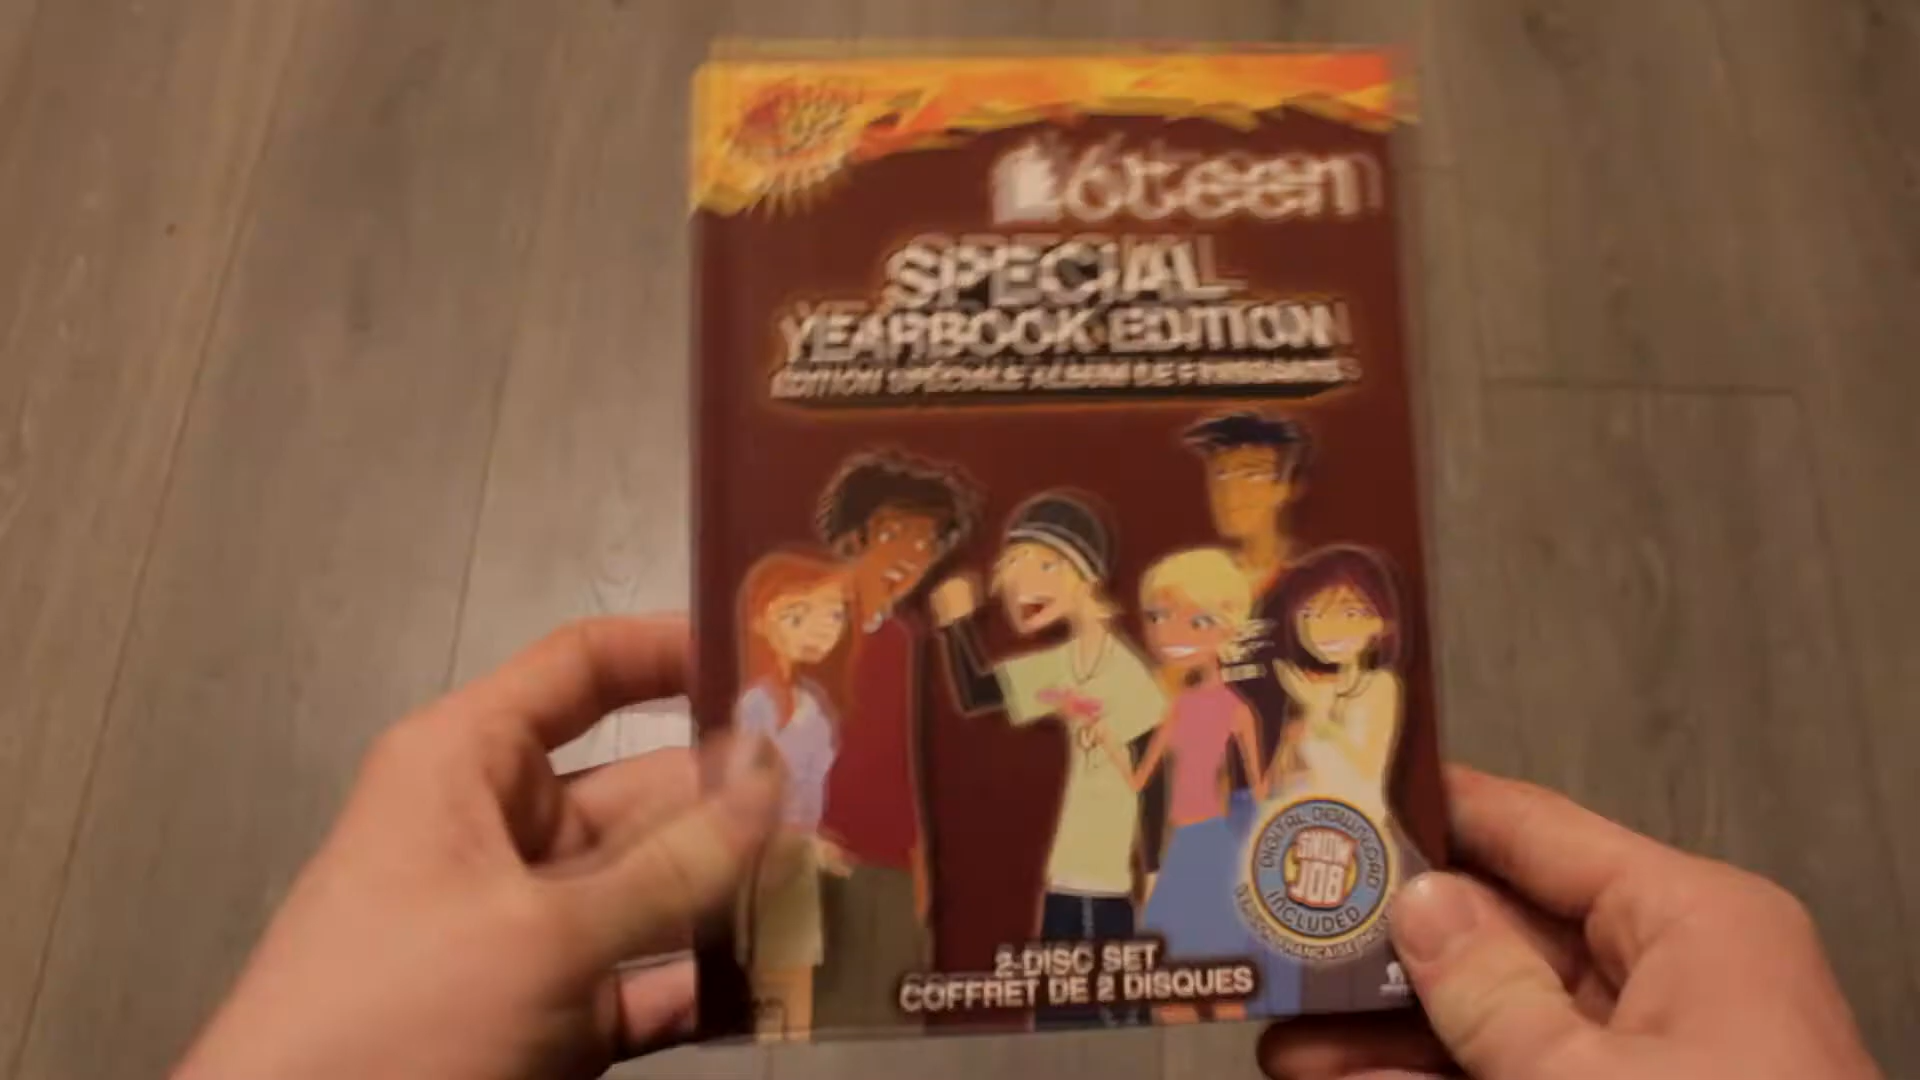 6teen
SPECIAL
YEARBOOK EDITION
ÉDITION SPÉCIALE ALBUM DE FINISSANTS
DIGITAL DOWNLOAD
SNOW
JOB
INCLUDED
2-DISC SET
COFFRET DE 2 DISQUES